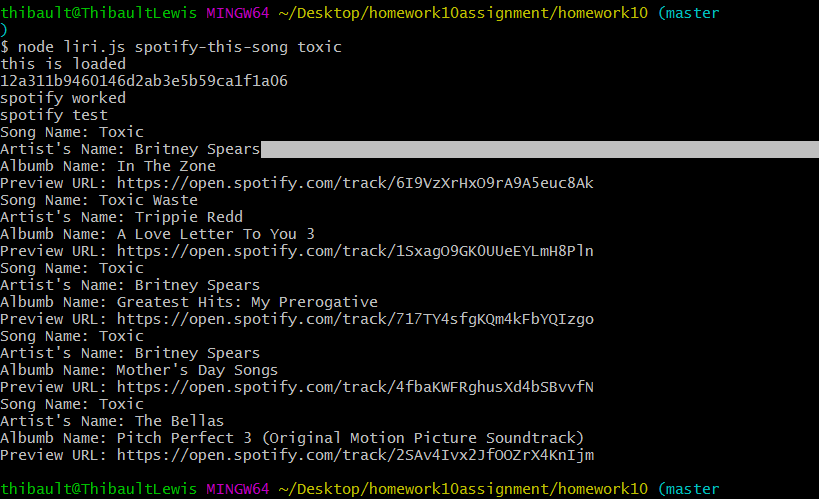 thibault@ThibaultLewis MINGW64 ~/Desktop/homework10assignment/homework10 (master
)
$ node liri.js spotify-this-song toxic
this is loaded
12a311b9460146d2ab3e5b59ca1f1a06
spotify worked
spotify test
Song Name: Toxic
Artist's Name: Britney Spears
Albumb Name: In The Zone
Preview URL: https://open.spotify.com/track/6I9VzXrHxO9rA9A5euc8Ak
Song Name: Toxic Waste
Artist's Name: Trippie Redd
Albumb Name: A Love Letter To You 3
Preview URL: https://open.spotify.com/track/1SxagO9GK0UUeEYLmH8Pln
Song Name: Toxic
Artist's Name: Britney Spears
Albumb Name: Greatest Hits: My Prerogative
Preview URL: https://open.spotify.com/track/717TY4sfgKQm4kFbYQIzgo
Song Name: Toxic
Artist's Name: Britney Spears
Albumb Name: Mother's Day Songs
Preview URL: https://open.spotify.com/track/4fbaKWFRghusXd4bSBvvfN
Song Name: Toxic
Artist's Name: The Bellas
Albumb Name: Pitch Perfect 3 (Original Motion Picture Soundtrack)
Preview URL: https://open.spotify.com/track/2SAv4Ivx2JfOOZrX4KnIjm
thibault@ThibaultLewis MINGW64 ~/Desktop/homework10assignment/homework10 (master